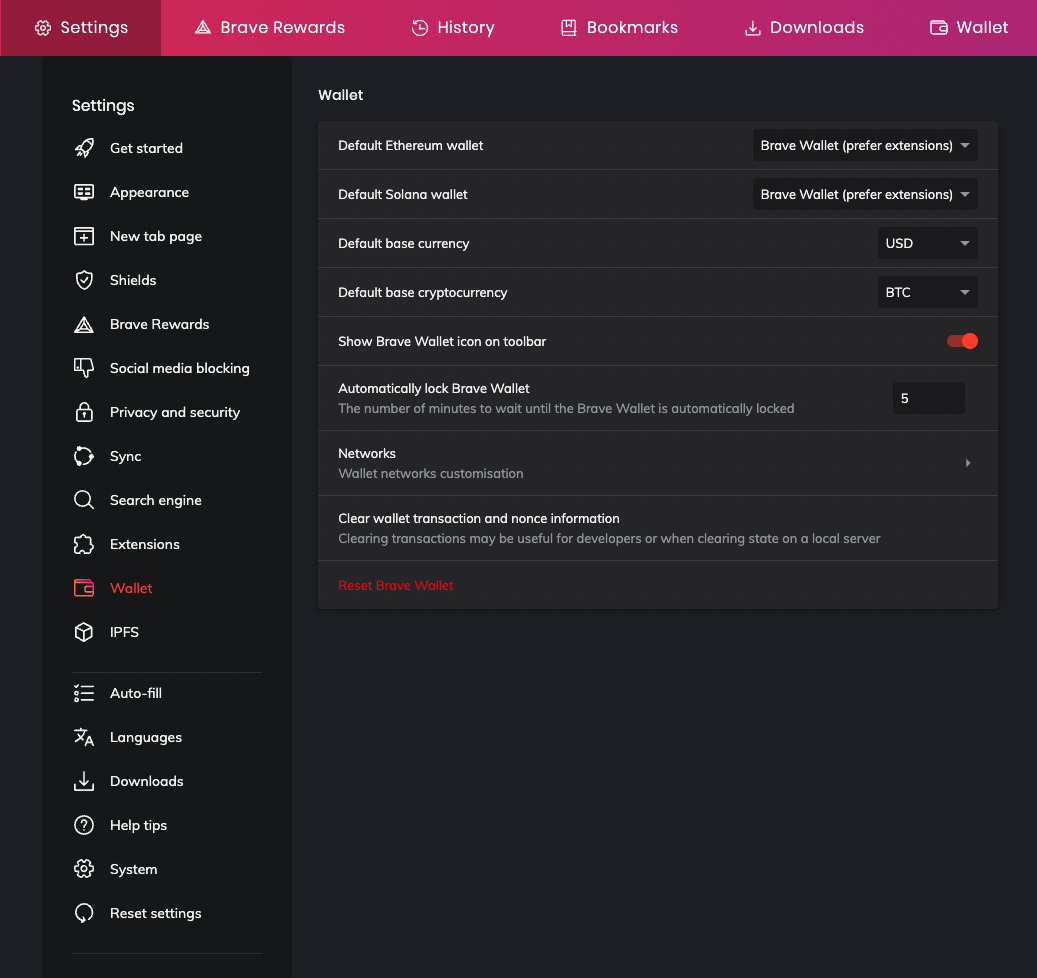 Settings
Brave Rewards
History
Bookmarks
Downloads
Wallet
Settings
Get started
Appearance
New tab page
Shields
Brave Rewards
Social media blocking
Privacy and security
Sync
Search engine
Extensions
Wallet
IPFS
Auto-fill
Languages
Downloads
Help tips
System
Reset settings
Wallet
Default Ethereum wallet
Brave Wallet (prefer extensions)
Default Solana wallet
Brave Wallet (prefer extensions)
Default base currency
USD
Default base cryptocurrency
BTC
Show Brave Wallet icon on toolbar
Automatically lock Brave Wallet
The number of minutes to wait until the Brave Wallet is automatically locked
5
Networks
Wallet networks customisation
Clear wallet transaction and nonce information
Clearing transactions may be useful for developers or when clearing state on a local server
Reset Brave Wallet